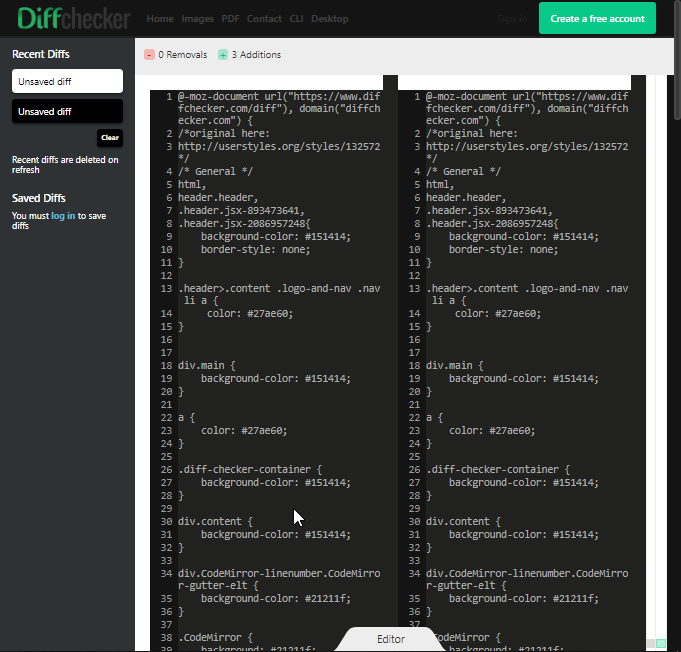 Diffchecker Home Images PDF Contact CLI Desktop Sign in Create a free account
Recent Diffs
Unsaved diff
Unsaved diff
Clear
Recent diffs are deleted on
refresh
Saved Diffs
You must log in to save
diffs
- 0 Removals + 3 Additions
1 @-moz-document url("https://www.dif
fchecker.com/diff"), domain("diffch
ecker.com") {
2 /*original here:
3 http://userstyles.org/styles/132572
*/
4 /* General */
5 html,
6 header.header,
7 .header.jsx-893473641,
8 .header.jsx-2086957248{
9 background-color: #151414;
10 border-style: none;
11 }
12
13 .header>.content .logo-and-nav .nav
li a {
14 color: #27ae60;
15 }
16
17
18 div.main {
19 background-color: #151414;
20 }
21
22 a {
23 color: #27ae60;
24 }
25
26 .diff-checker-container {
27 background-color: #151414;
28 }
29
30 div.content {
31 background-color: #151414;
32 }
33
34 div.CodeMirror-linenumber.CodeMirro
r-gutter-elt {
35 background-color: #21211f;
36 }
37
38 .CodeMirror {
39 background: #21211f;
1 @-moz-document url("https://www.dif
fchecker.com/diff"), domain("diffch
ecker.com") {
2 /*original here:
3 http://userstyles.org/styles/132572
*/
4 /* General */
5 html,
6 header.header,
7 .header.jsx-893473641,
8 .header.jsx-2086957248{
9 background-color: #151414;
10 border-style: none;
11 }
12
13 .header>.content .logo-and-nav .nav
li a {
14 color: #27ae60;
15 }
16
17
18 div.main {
19 background-color: #151414;
20 }
21
22 a {
23 color: #27ae60;
24 }
25
26 .diff-checker-container {
27 background-color: #151414;
28 }
29
30 div.content {
31 background-color: #151414;
32 }
33
34 div.CodeMirror-linenumber.CodeMirro
r-gutter-elt {
35 background-color: #21211f;
36 }
37
38 CodeMirror {
39 background: #21211f;
Editor